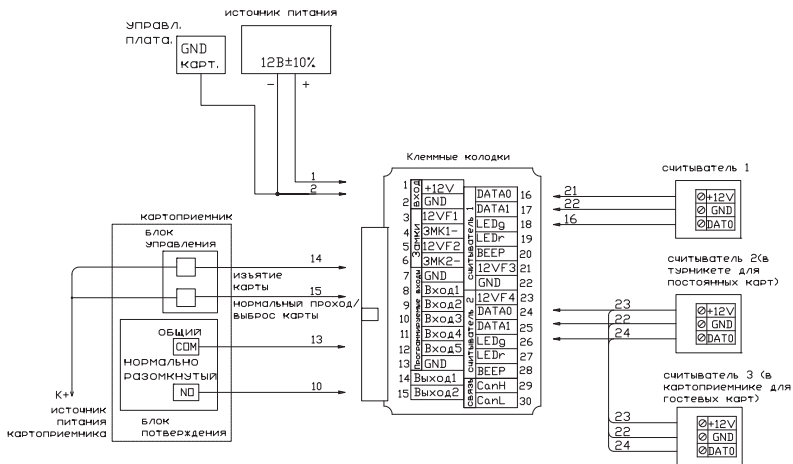 источник питания
управл.
плата.
GND
карт.
12В±10%
− +
1
2
Клеммные колодки
ВХОД
1 +12V
2 GND
Замки
3 12VF1
4 ЗМК1-
5 12VF2
6 ЗМК2-
Программируемые входы
7 GND
8 Вход1
9 Вход2
10 Вход3
11 Вход4
12 Вход5
13 GND
14 Выход1
15 Выход2
считыватель 1
DATA0 16
DATA1 17
LEDg 18
LEDr 19
BEEP 20
12VF3 21
GND 22
считыватель 2
12VF4 23
DATA0 24
DATA1 25
LEDg 26
LEDr 27
BEEP 28
связь
CanH 29
CanL 30
картоприемник
БЛОК
УПРАВЛЕНИЯ
14
изъятие
карты
15
нормальный проход/
выброс карты
ОБЩИЙ
COM
13
НОРМАЛЬНО
РАЗОМКНУТЫЙ
NO
10
БЛОК
ПОТВЕРЖДЕНИЯ
К+
источник
питания
картоприемника
считыватель 1
21
22
16
+12V
GND
DAT0
считыватель 2(в
турникете для
постоянных карт)
23
22
24
+12V
GND
DAT0
считыватель 3 (в
картоприемнике для
гостевых карт)
23
22
24
+12V
GND
DAT0